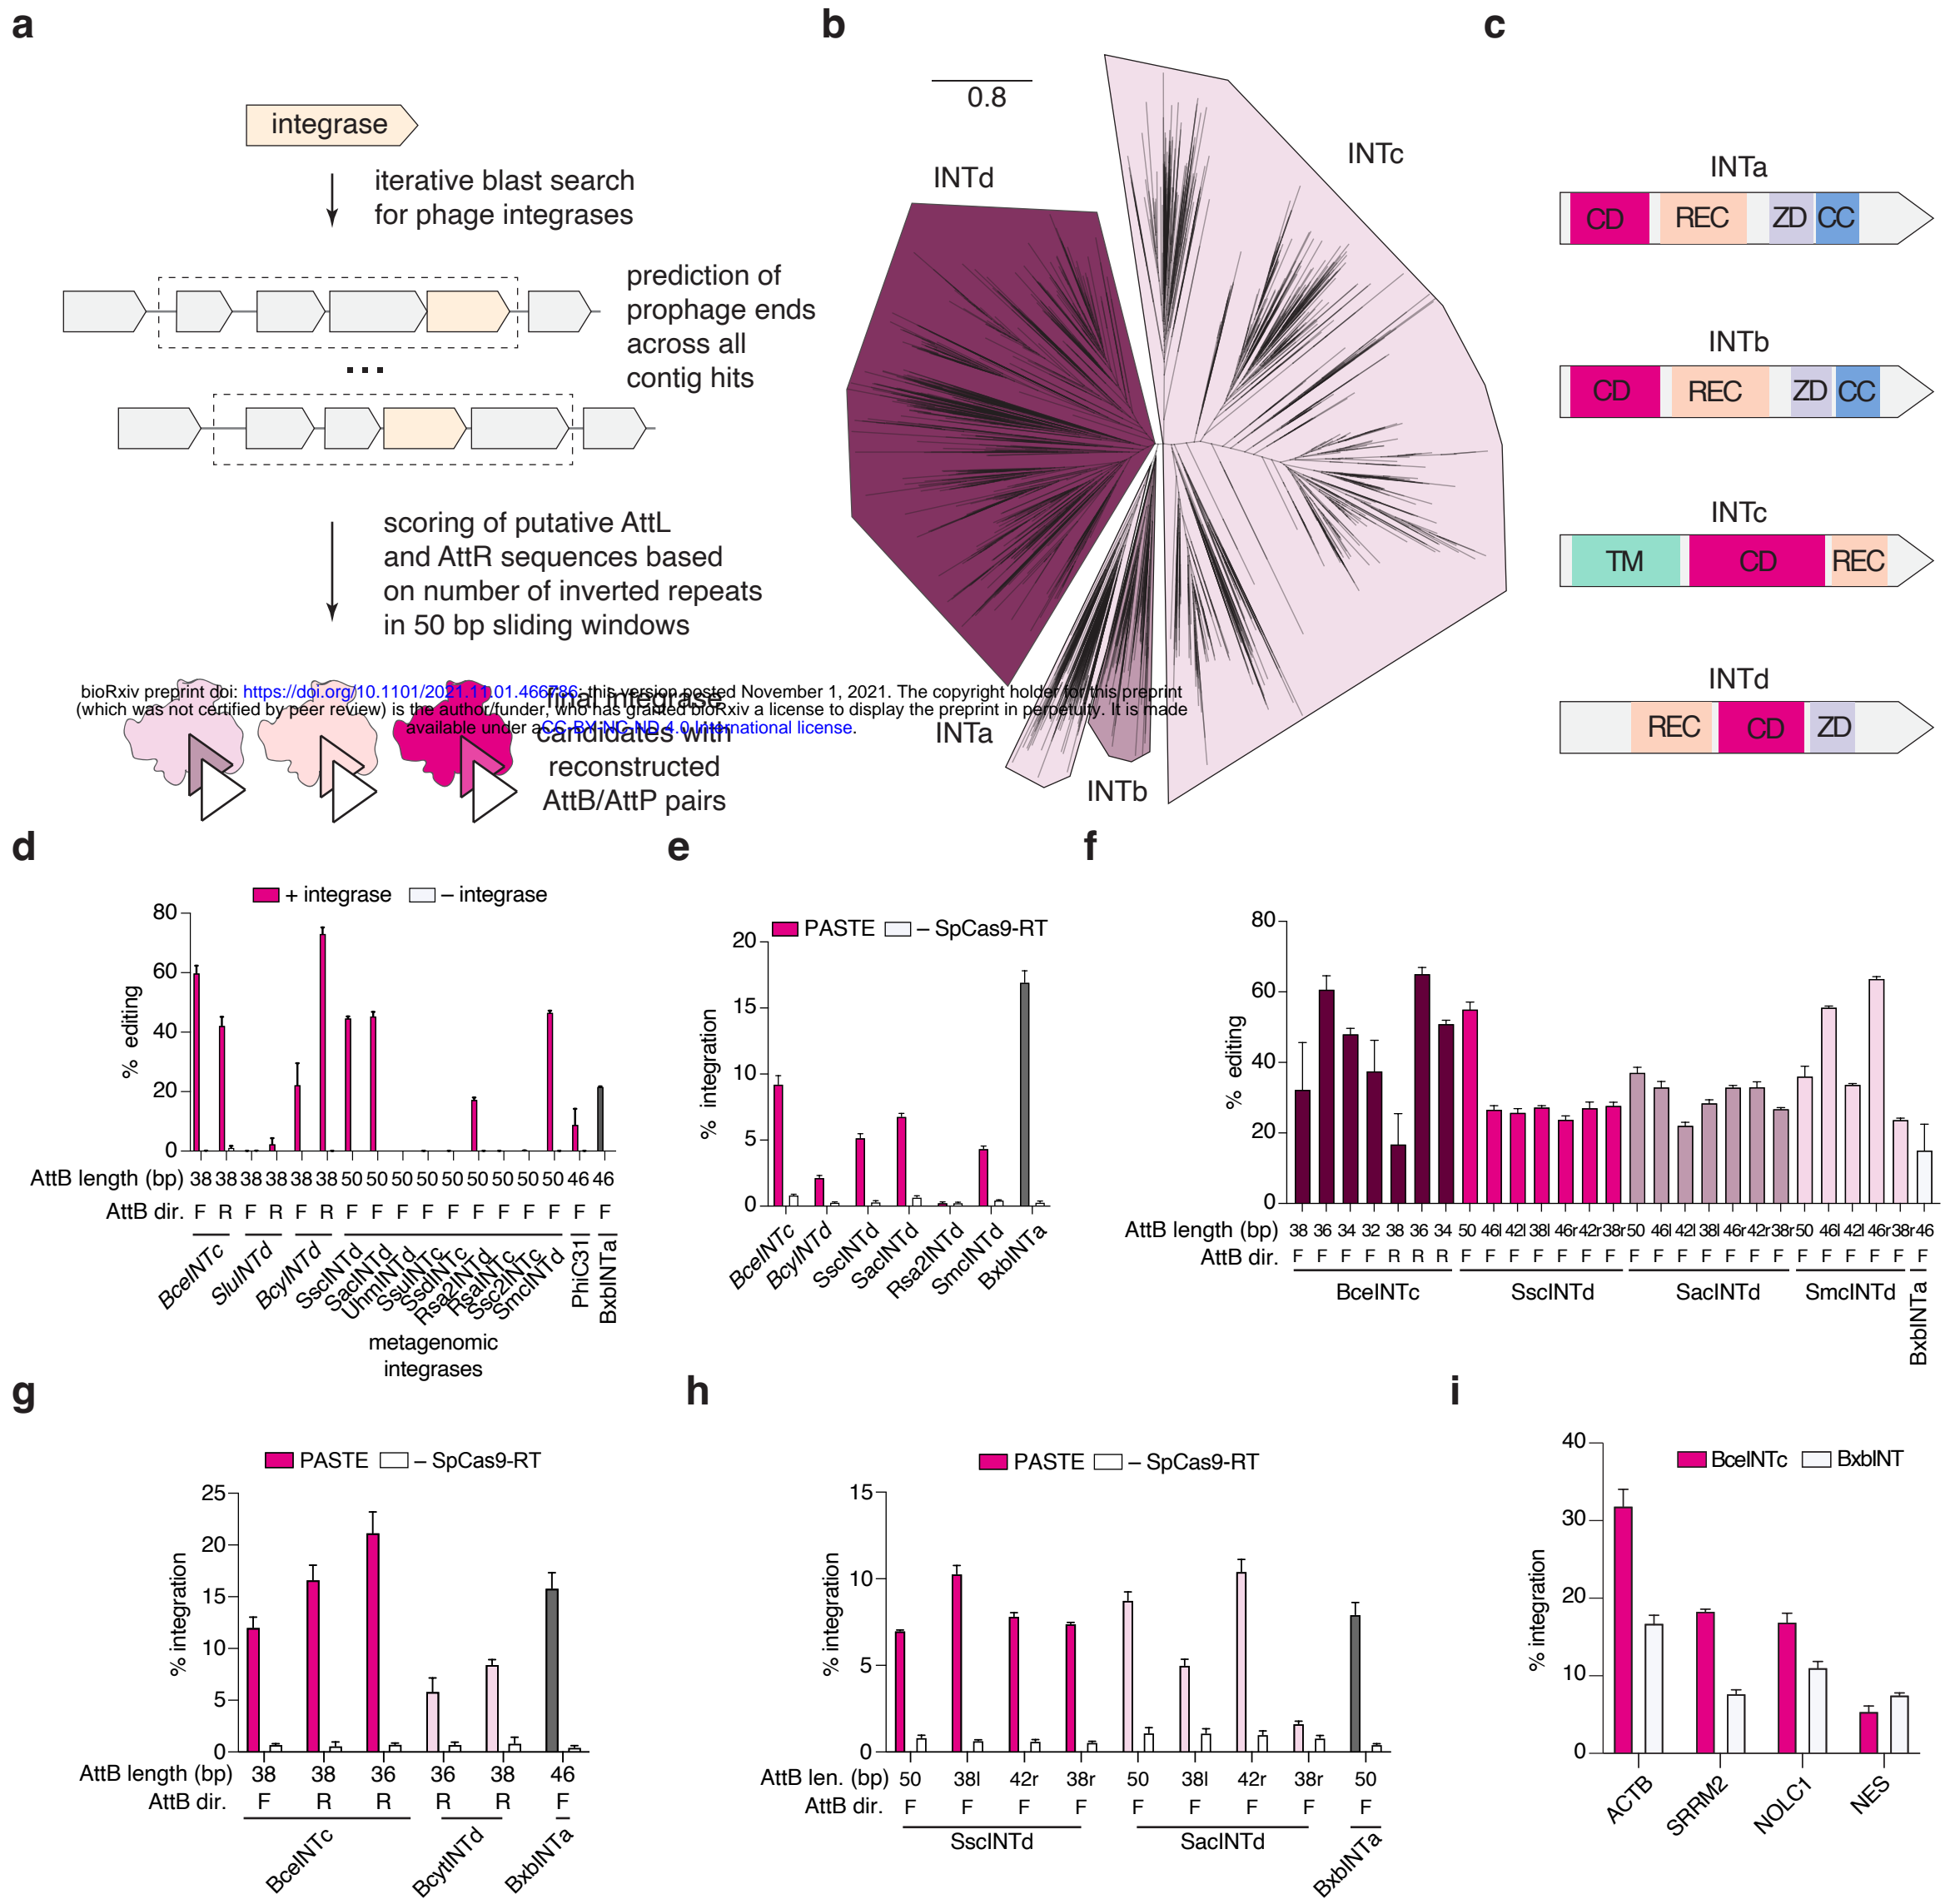 a
integrase
iterative blast search
for phage integrases
prediction of
prophage ends
across all
contig hits
...
scoring of putative AttL
and AttR sequences based
on number of inverted repeats
in 50 bp sliding windows
final integrase
candidates with
reconstructed
AttB/AttP pairs
bioRxiv preprint doi: https://doi.org/10.1101/2021.11.01.466786; this version posted November 1, 2021. The copyright holder for this preprint
(which was not certified by peer review) is the author/funder, who has granted bioRxiv a license to display the preprint in perpetuity. It is made
available under aCC-BY-NC-ND 4.0 International license.
b
0.8
INTd
INTc
INTa
INTb
c
INTa
CD REC ZD CC
INTb
CD REC ZD CC
INTc
TM CD REC
INTd
REC CD ZD
d
+ integrase – integrase
% editing
80
60
40
20
0
AttB length (bp) 38 38 38 38 38 38 50 50 50 50 50 50 50 50 50 46 46
AttB dir. F R F R F R F F F F F F F F F F F
BceINTc SluINTd BcyINTd SscINTd SacINTd UhmINTd SsuINTc SsdINTc Rsa2INTd RsaINTc Ssc2INTc SmcINTd PhiC31 BxbINTa
metagenomic
integrases
e
PASTE – SpCas9-RT
% integration
20
15
10
5
0
BceINTc BcyINTd SscINTd SacINTd Rsa2INTd SmcINTd BxbINTa
f
% editing
80
60
40
20
0
AttB length (bp) 38 36 34 32 38 36 34 50 46l 42l 38l 46r 42r 38r 50 46l 42l 38l 46r 42r 38r 50 46l 42l 46r 38r 46
AttB dir. F F F F R R R F F F F F F F F F F F F F F F F F F F F
BceINTc SscINTd SacINTd SmcINTd BxbINTa
g
PASTE – SpCas9-RT
% integration
25
20
15
10
5
0
AttB length (bp) 38 38 36 36 38 46
AttB dir. F R R R R F
BceINTc BcytINTd BxbINTa
h
PASTE – SpCas9-RT
% integration
15
10
5
0
AttB len. (bp) 50 38l 42r 38r 50 38l 42r 38r 50
AttB dir. F F F F F F F F F
SscINTd SacINTd BxbINTa
i
BceINTc BxbINT
% integration
40
30
20
10
0
ACTB SRRM2 NOLC1 NES